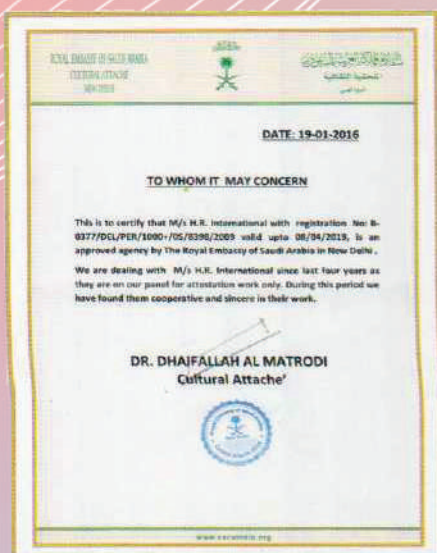 ROYAL EMBASSY OF SAUDI ARABIA
CULTURAL ATTACHE
NEW DELHI
الملحقية الثقافية
DATE: 19-01-2016
TO WHOM IT MAY CONCERN
This is to certify that M/s H.R. International with registration No: B-
0377/DEL/PER/1000+/05/8398/2009 valid upto 08/04/2019, is an
approved agency by The Royal Embassy of Saudi Arabia in New Delhi .
We are dealing with M/s H.R. International since last four years as
they are on our panel for attestation work only. During this period we
have found them cooperative and sincere in their work.
DR. DHAIFALLAH AL MATRODI
Cultural Attache'